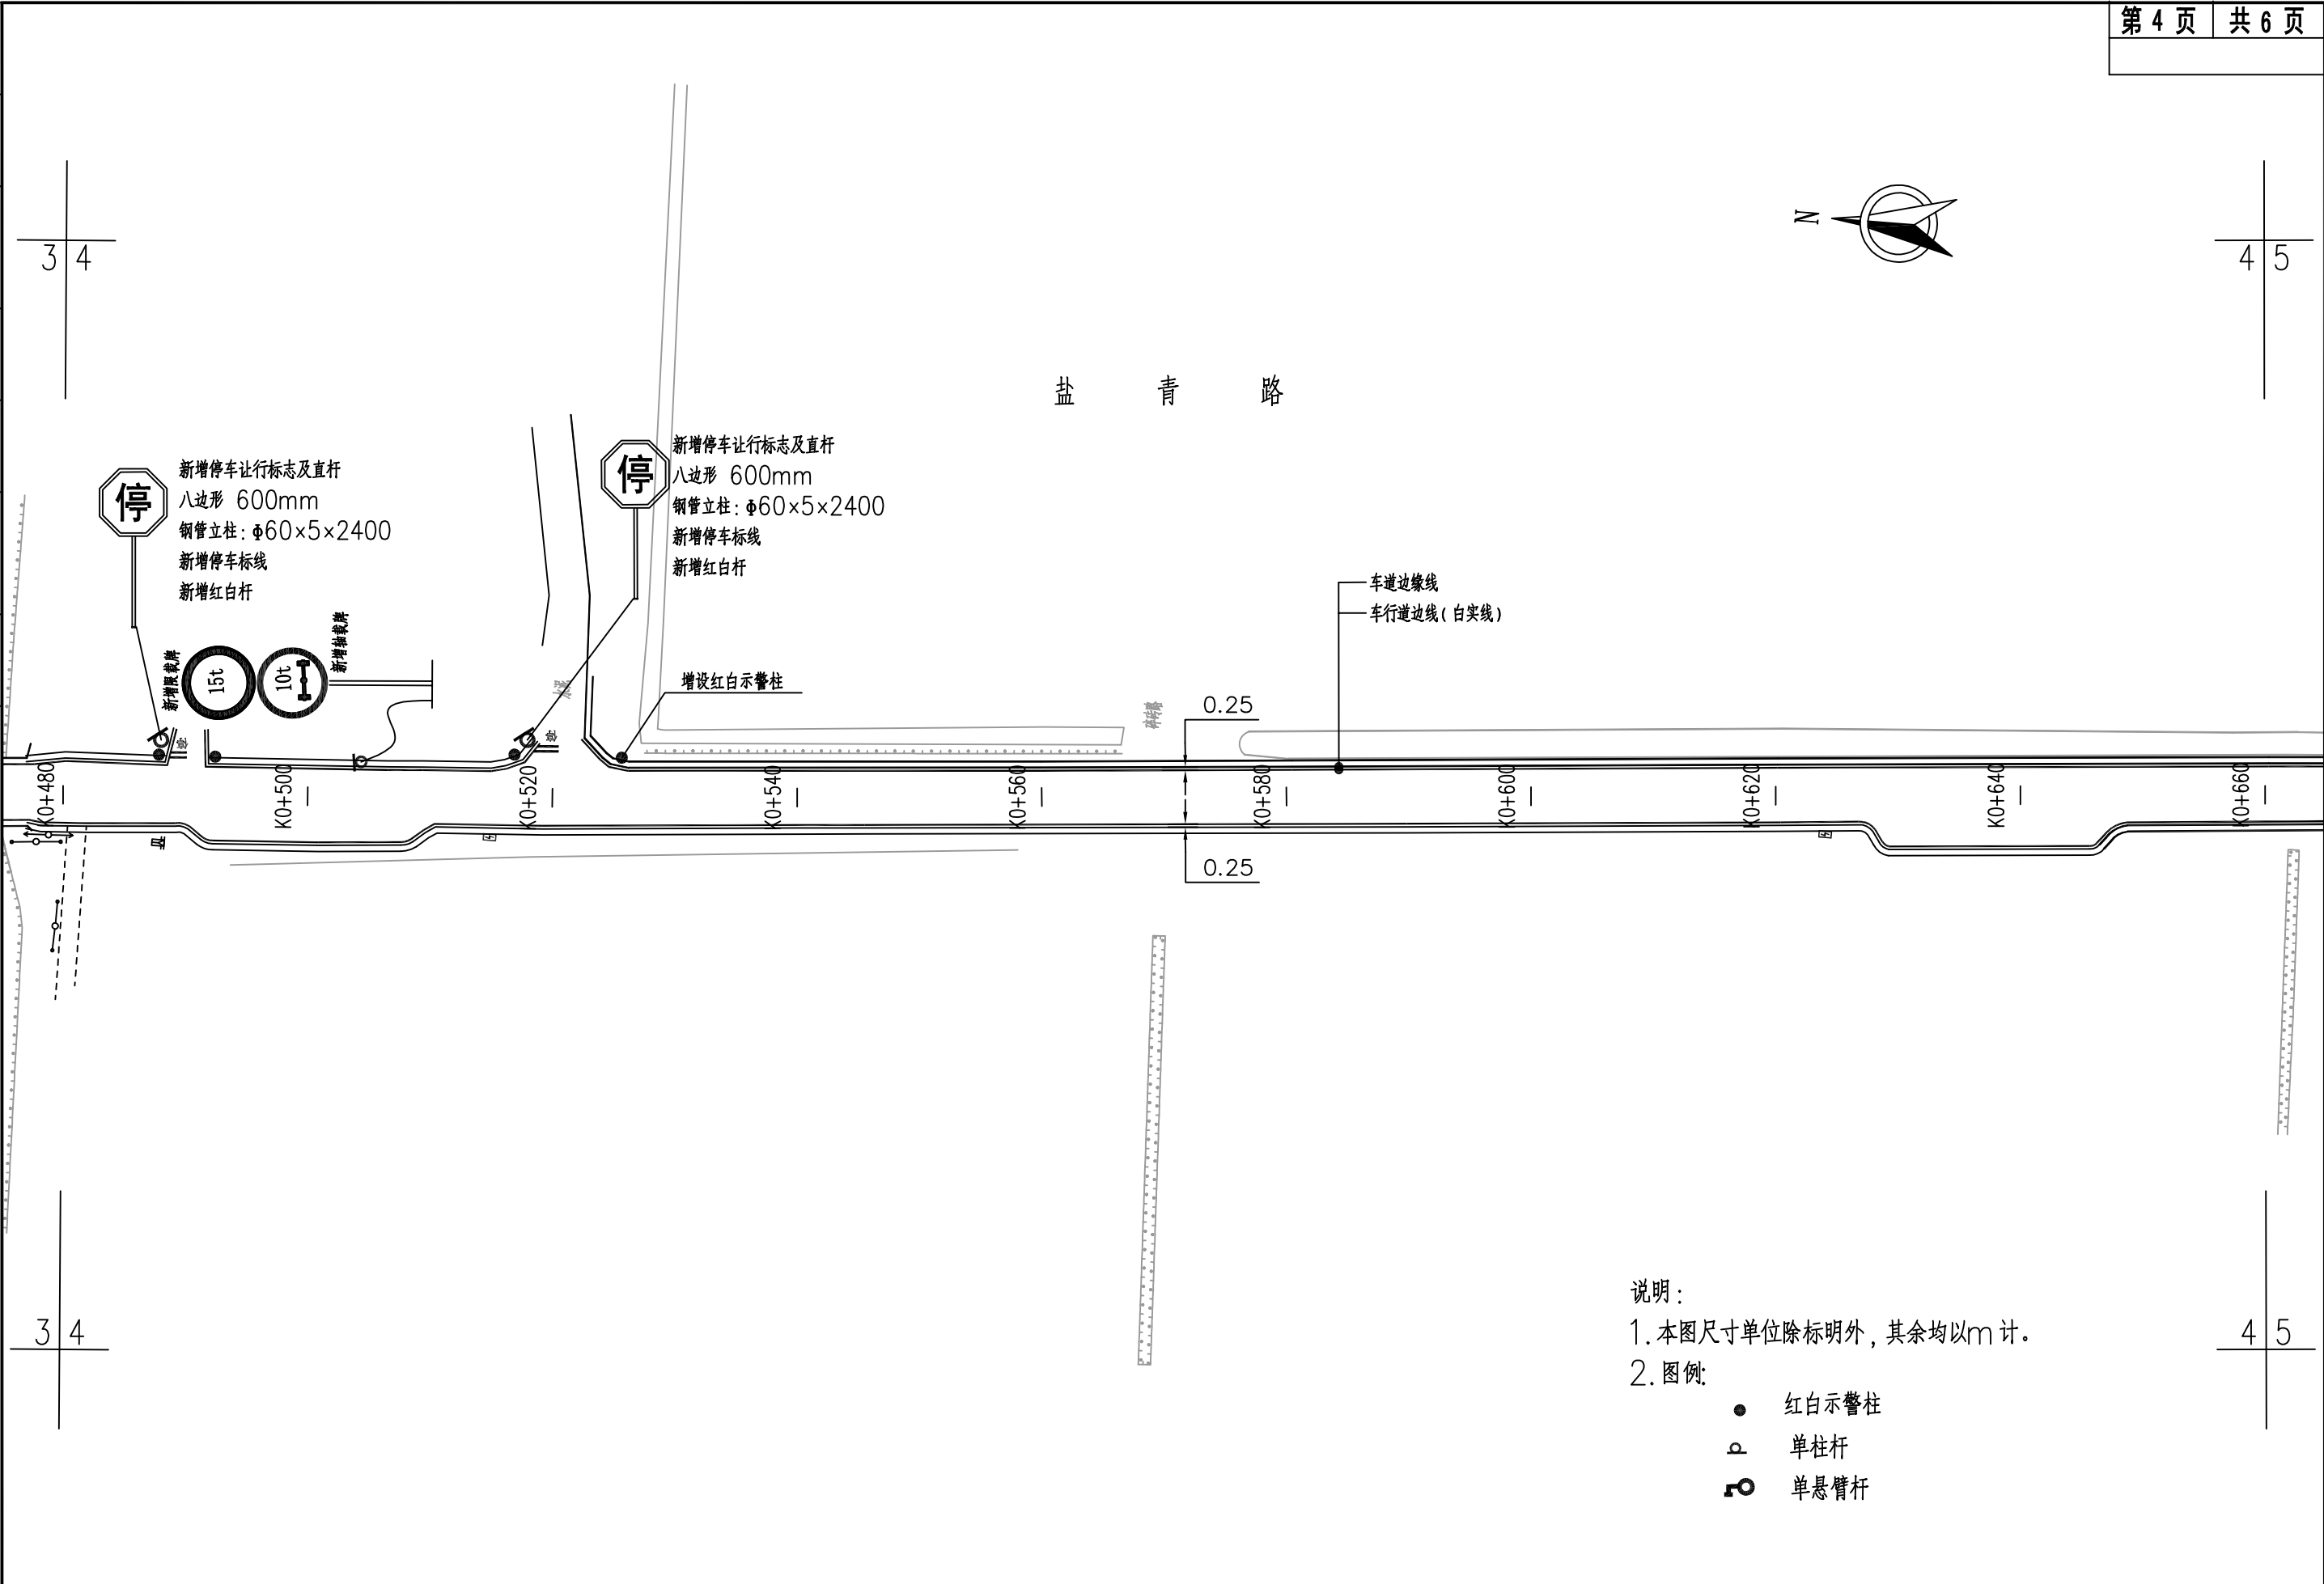 第 4 页 共 6 页
3 4
4 5
N
盐 青 路
停
新增停车让行标志及直杆
八边形 600mm
钢管立柱：Φ60×5×2400
新增停车标线
新增红白杆
停
新增停车让行标志及直杆
八边形 600mm
钢管立柱：Φ60×5×2400
新增停车标线
新增红白杆
车道边缘线
车行道边线(白实线)
新增限载牌
15t
10t
新增轴载牌
增设红白示警柱
0.25
停
停
K0+480
K0+500
K0+520
K0+540
K0+560
K0+580
K0+600
K0+620
K0+640
K0+660
0.25
3 4
4 5
说明：
1.本图尺寸单位除标明外,其余均以m计。
2.图例:
红白示警柱
单柱杆
单悬臂杆